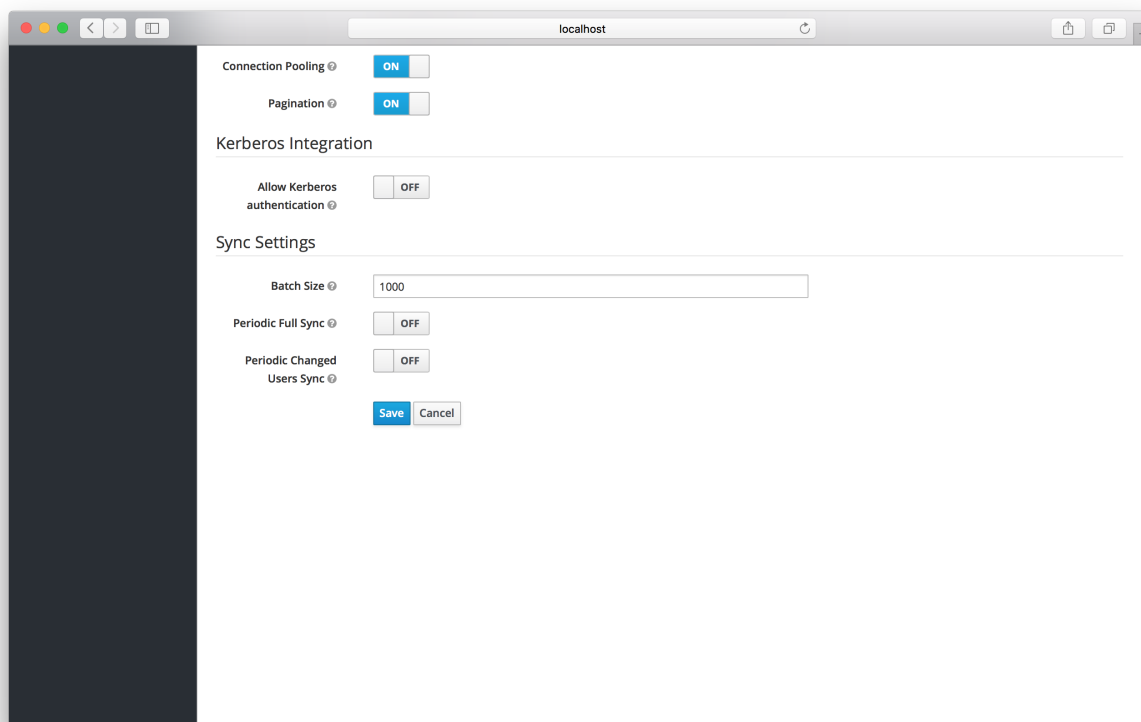 localhost
Connection Pooling ON
Pagination ON
Kerberos Integration
Allow Kerberos
authentication OFF
Sync Settings
Batch Size 1000
Periodic Full Sync OFF
Periodic Changed
Users Sync OFF
Save Cancel